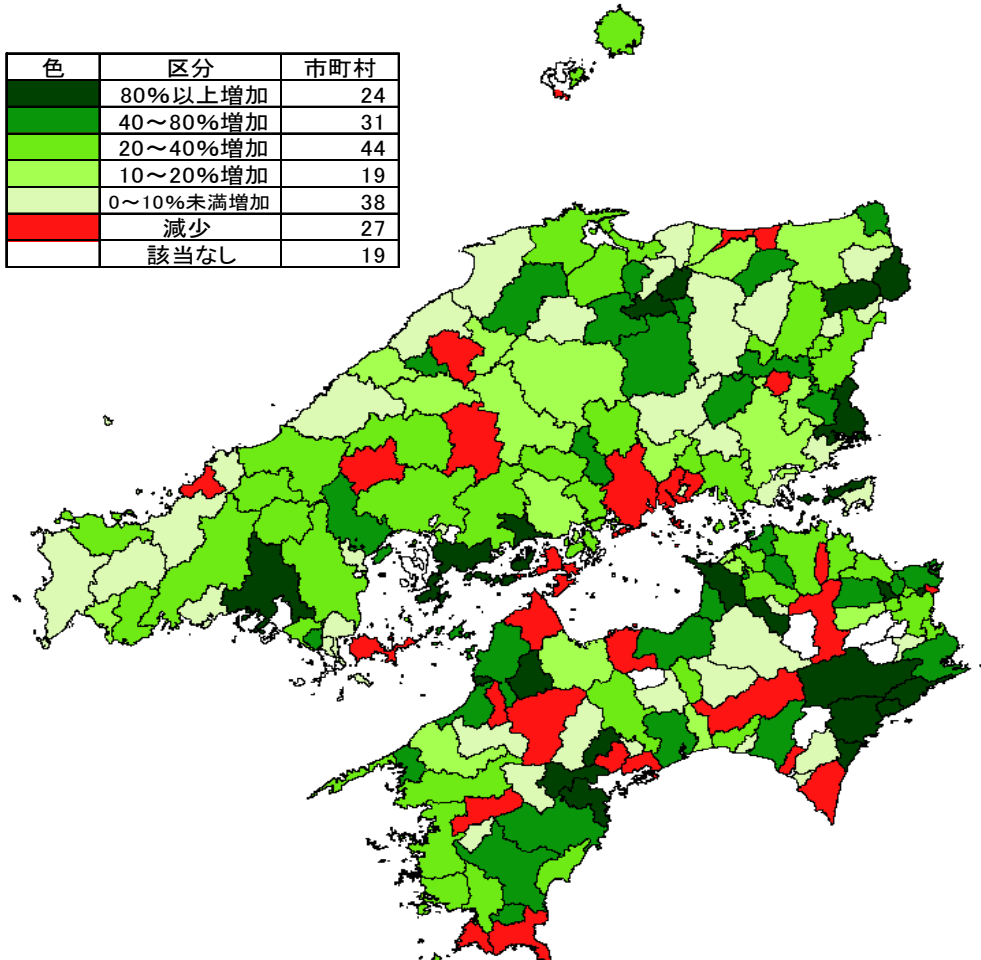 色 区分 市町村
80%以上増加 24
40～80%増加 31
20～40%増加 44
10～20%増加 19
0～10%未満増加 38
減少 27
該当なし 19